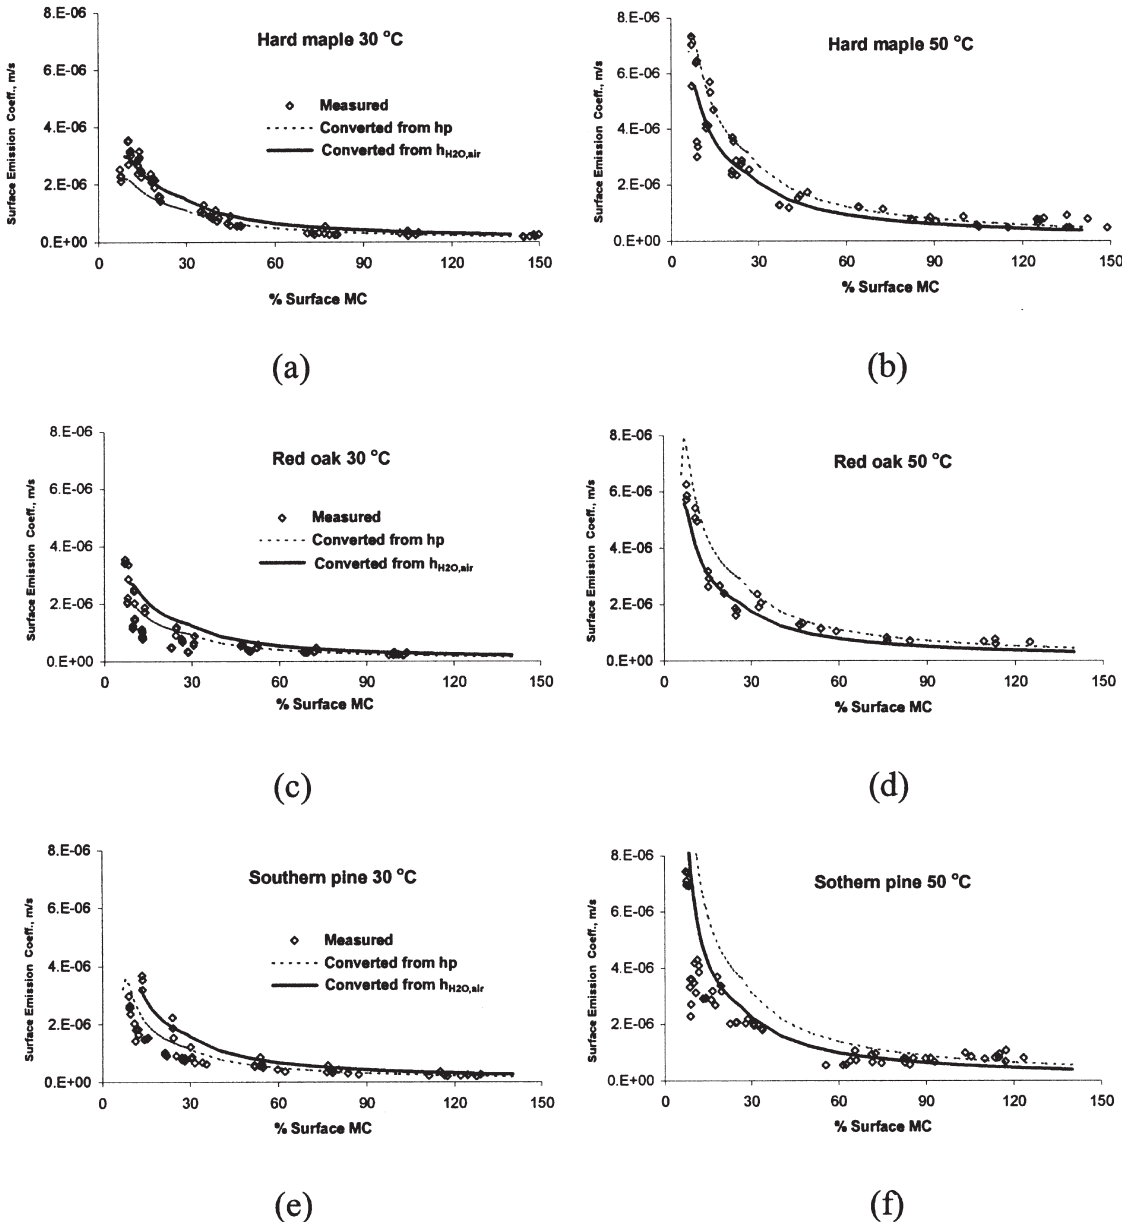 Hard maple 30 °C
Surface Emission Coeff., m/s
8.E-06
6.E-06
4.E-06
2.E-06
0.E+00
Measured
Converted from hp
Converted from hH2O,air
0 30 60 90 120 150
% Surface MC
(a)
Hard maple 50 °C
Surface Emission Coeff., m/s
8.E-06
6.E-06
4.E-06
2.E-06
0.E+00
0 30 60 90 120 150
% Surface MC
(b)
Red oak 30 °C
Surface Emission Coeff., m/s
8.E-06
6.E-06
4.E-06
2.E-06
0.E+00
Measured
Converted from hp
Converted from hH2O,air
0 30 60 90 120 150
% Surface MC
(c)
Red oak 50 °C
Surface Emission Coeff., m/s
8.E-06
6.E-06
4.E-06
2.E-06
0.E+00
0 30 60 90 120 150
% Surface MC
(d)
Southern pine 30 °C
Surface Emission Coeff., m/s
8.E-06
6.E-06
4.E-06
2.E-06
0.E+00
Measured
Converted from hp
Converted from hH2O,air
0 30 60 90 120 150
% Surface MC
(e)
Sothern pine 50 °C
Surface Emission Coeff., m/s
8.E-06
6.E-06
4.E-06
2.E-06
0.E+00
0 30 60 90 120 150
% Surface MC
(f)